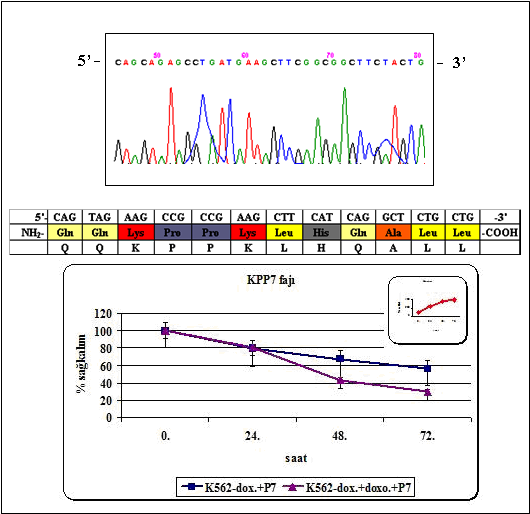 50 60 70 80
5’ – C A G C A G A G C C T G A T G A A G C T T C G G C G G C T T C T A C T G – 3’
5'- CAG TAG AAG CCG CCG AAG CTT CAT CAG GCT CTG CTG -3'
NH2- Gln Gln Lys Pro Pro Lys Leu His Gln Ala Leu Leu -COOH
Q Q K P P K L H Q A L L
KPP7 fajı
120
100
80
60
40
20
0
% sağkalım
0. 24. 48. 72.
saat
K562-dox.+P7 K562-dox.+doxo.+P7